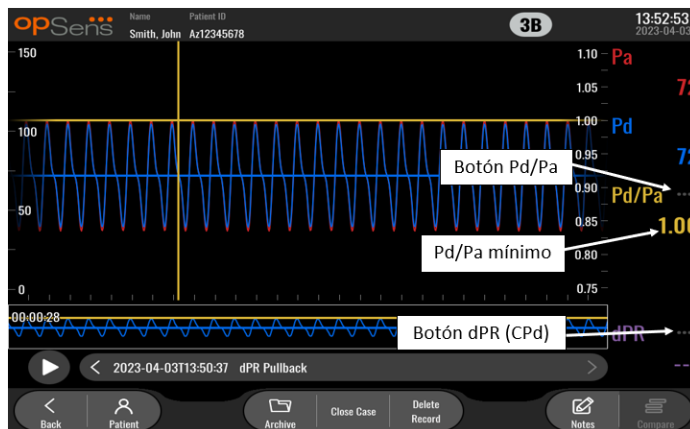 opSens
Name
Patient ID
Smith, John
Az12345678
3B
13:52:53
2023-04-03
150
1.10
Pa
1.05
72
1.00
Pd
100
0.95
72
Botón Pd/Pa
0.90
Pd/Pa
---
0.85
50
1.00
Pd/Pa mínimo
0.80
0.75
0
00:00:28
Botón dPR (CPd)
dPR
---
2023-04-03T13:50:37 dPR Pullback
--
Back
Patient
Archive
Close Case
Delete
Record
Notes
Compare